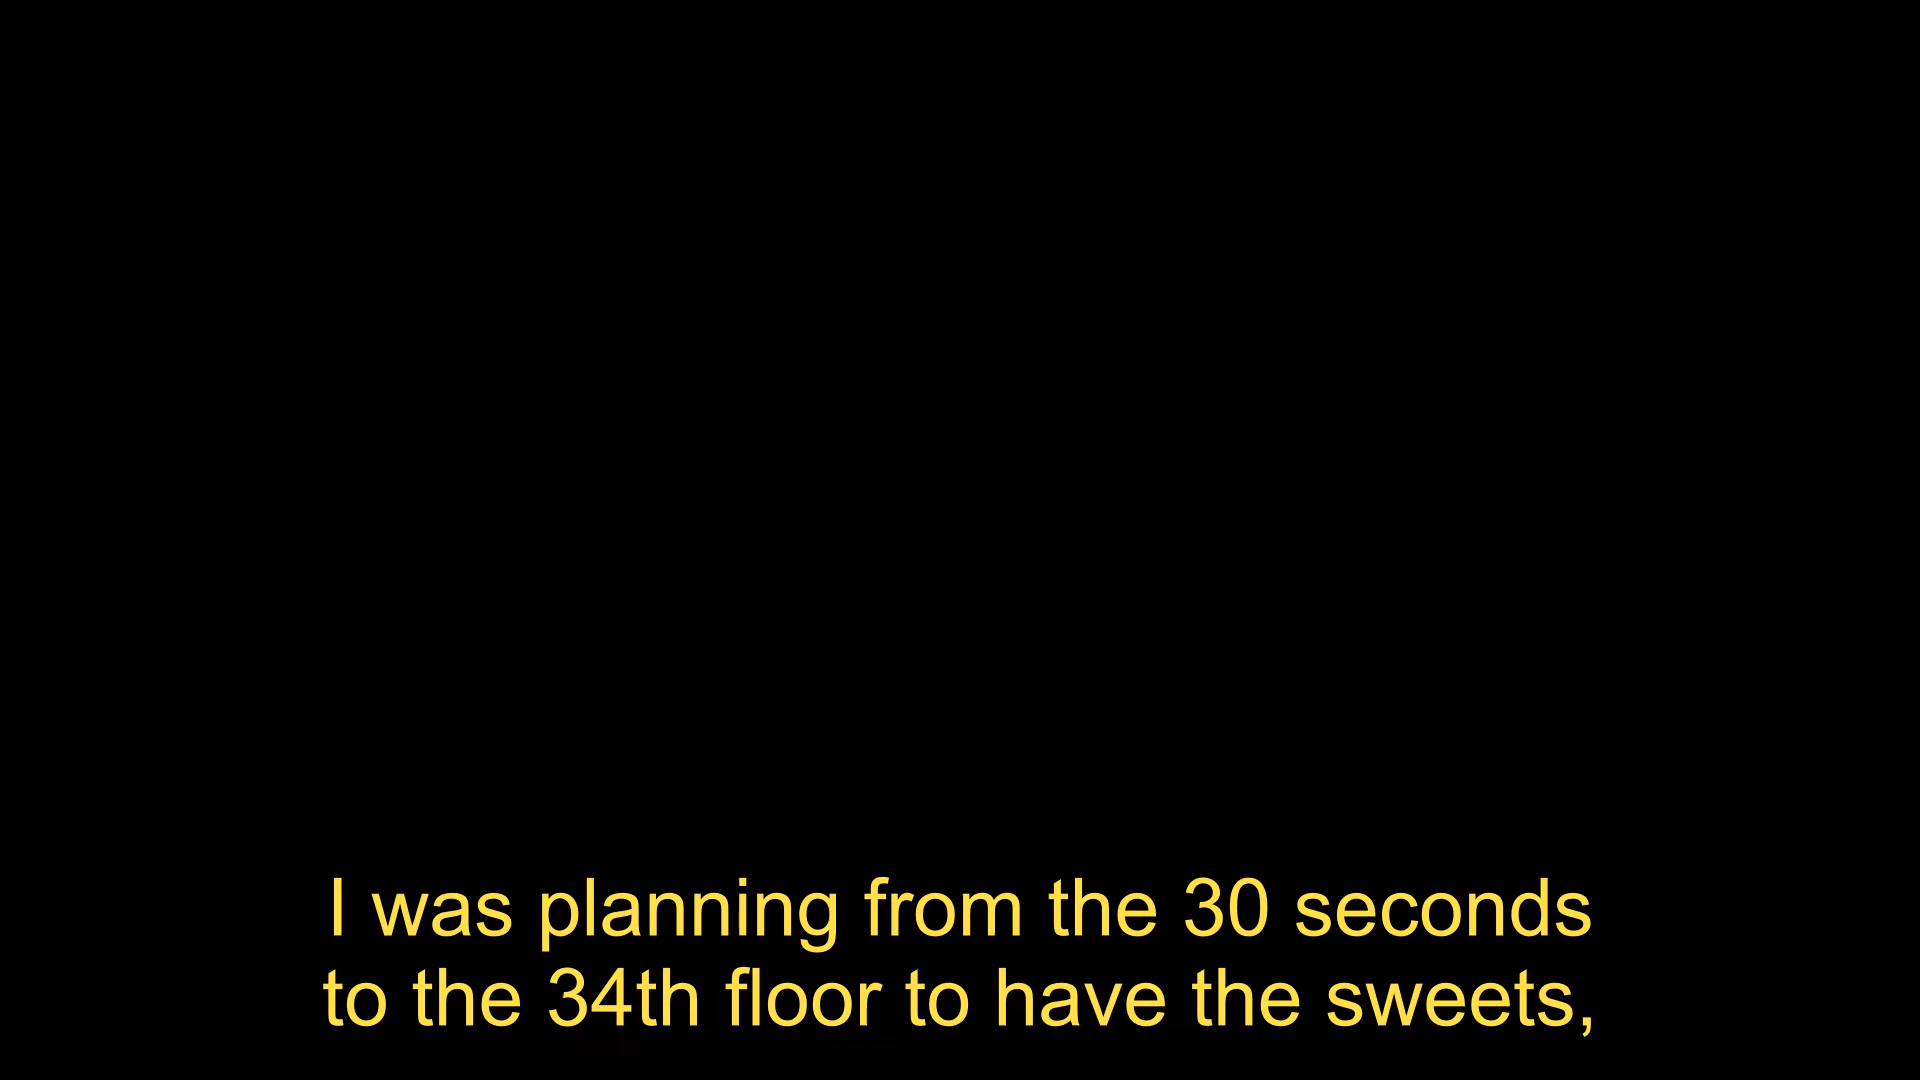 I was planning from the 30 seconds
to the 34th floor to have the sweets,